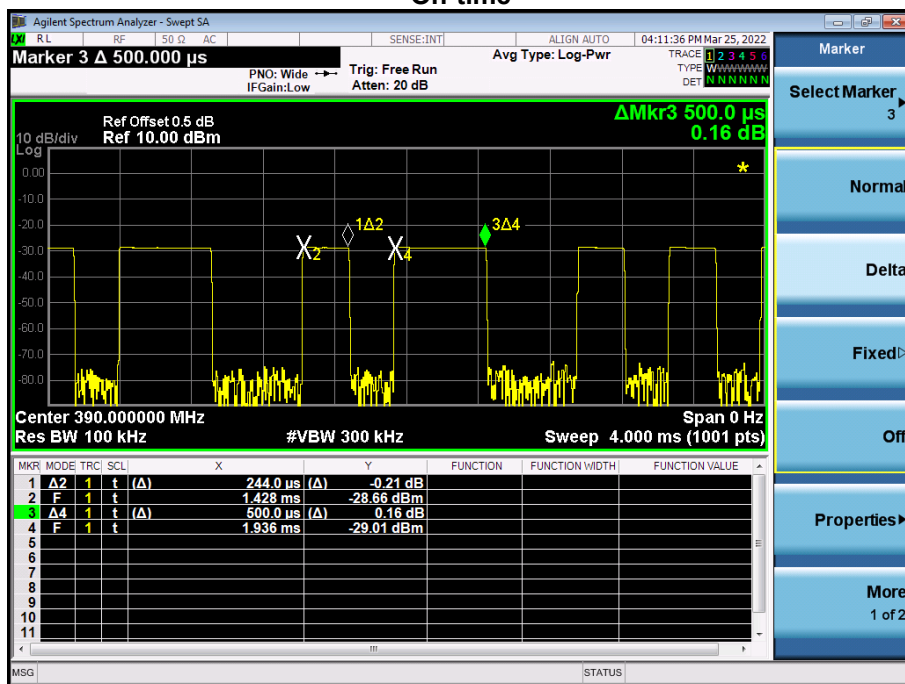 On time
Agilent Spectrum Analyzer - Swept SA
LXI RL RF 50 Ω AC SENSE:INT ALIGN AUTO 04:11:36 PM Mar 25, 2022
Marker 3 Δ 500.000 µs
PNO: Wide
IFGain:Low
Trig: Free Run
Atten: 20 dB
Avg Type: Log-Pwr
TRACE 1 2 3 4 5 6
TYPE WWWWWW
DET N N N N N N
Marker
Select Marker
3
Normal
Delta
Fixed
Off
Properties
More
1 of 2
ΔMkr3 500.0 µs
0.16 dB
Ref Offset 0.5 dB
10 dB/div Ref 10.00 dBm
Log
0.00
-10.0
-20.0
-30.0
-40.0
-50.0
-60.0
-70.0
-80.0
X2
1Δ2
X4
3Δ4
*
Center 390.000000 MHz Span 0 Hz
Res BW 100 kHz #VBW 300 kHz Sweep 4.000 ms (1001 pts)
MKR MODE TRC SCL X Y FUNCTION FUNCTION WIDTH FUNCTION VALUE
1 Δ2 1 t (Δ) 244.0 µs (Δ) -0.21 dB
2 F 1 t 1.428 ms -28.66 dBm
3 Δ4 1 t (Δ) 500.0 µs (Δ) 0.16 dB
4 F 1 t 1.936 ms -29.01 dBm
5
6
7
8
9
10
11
MSG STATUS